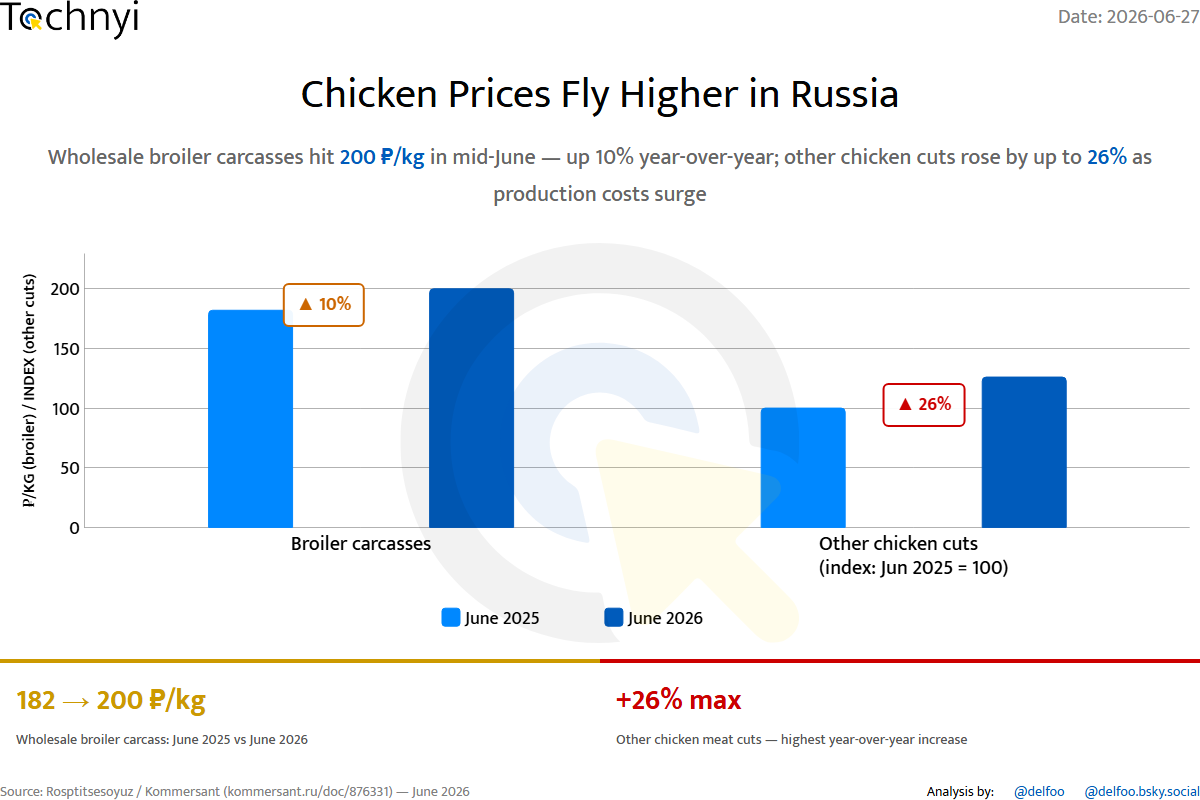 Technyi
Date: 2026-06-27
Chicken Prices Fly Higher in Russia
Wholesale broiler carcasses hit 200 ₽/kg in mid-June — up 10% year-over-year; other chicken cuts rose by up to 26% as
production costs surge
₽/KG (broiler) / INDEX (other cuts)
200
150
100
50
0
▲ 10%
▲ 26%
Broiler carcasses
Other chicken cuts
(index: Jun 2025 = 100)
June 2025
June 2026
182 → 200 ₽/kg
Wholesale broiler carcass: June 2025 vs June 2026
+26% max
Other chicken meat cuts — highest year-over-year increase
Source: Rosptitsesoyuz / Kommersant (kommersant.ru/doc/876331) — June 2026
Analysis by: @delfoo @delfoo.bsky.social